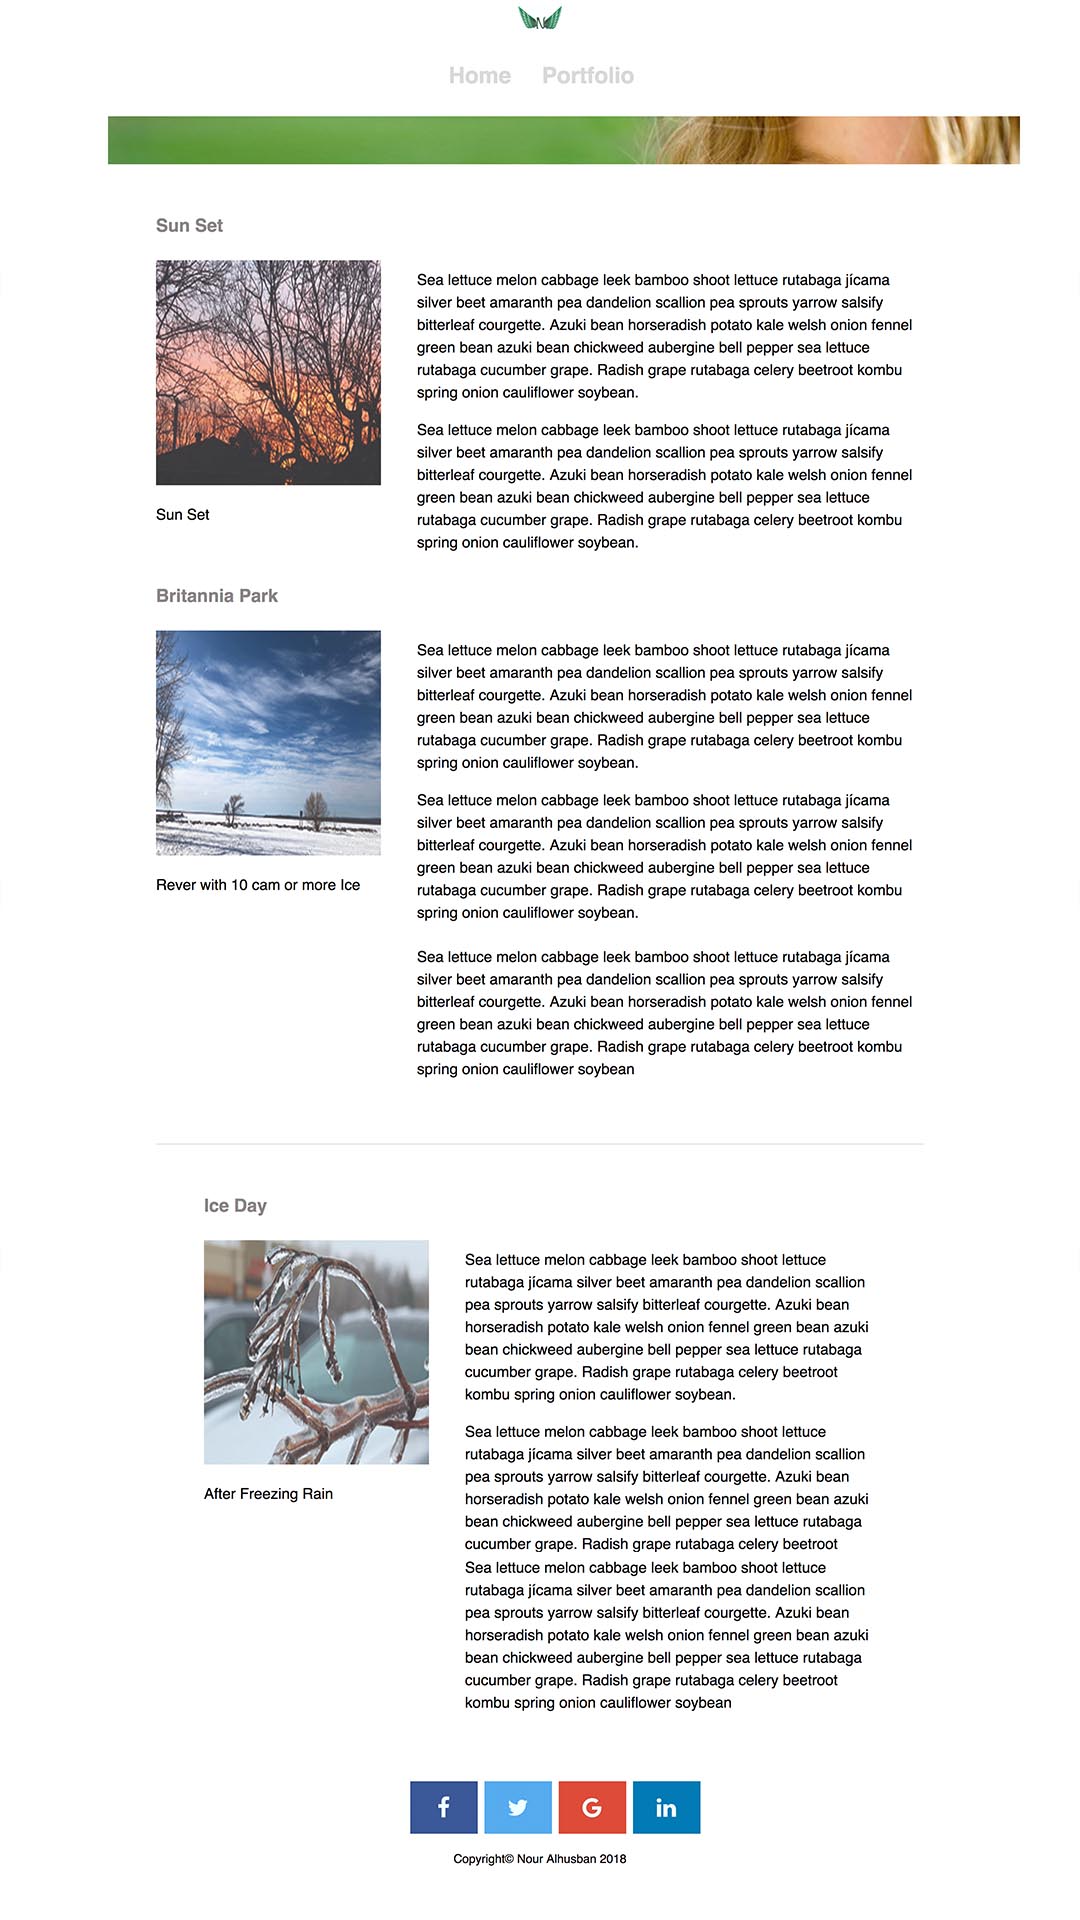 N
Home Portfolio
Sun Set
Sea lettuce melon cabbage leek bamboo shoot lettuce rutabaga jícama
silver beet amaranth pea dandelion scallion pea sprouts yarrow salsify
bitterleaf courgette. Azuki bean horseradish potato kale welsh onion fennel
green bean azuki bean chickweed aubergine bell pepper sea lettuce
rutabaga cucumber grape. Radish grape rutabaga celery beetroot kombu
spring onion cauliflower soybean.
Sea lettuce melon cabbage leek bamboo shoot lettuce rutabaga jícama
silver beet amaranth pea dandelion scallion pea sprouts yarrow salsify
bitterleaf courgette. Azuki bean horseradish potato kale welsh onion fennel
green bean azuki bean chickweed aubergine bell pepper sea lettuce
rutabaga cucumber grape. Radish grape rutabaga celery beetroot kombu
spring onion cauliflower soybean.
Sun Set
Britannia Park
Sea lettuce melon cabbage leek bamboo shoot lettuce rutabaga jícama
silver beet amaranth pea dandelion scallion pea sprouts yarrow salsify
bitterleaf courgette. Azuki bean horseradish potato kale welsh onion fennel
green bean azuki bean chickweed aubergine bell pepper sea lettuce
rutabaga cucumber grape. Radish grape rutabaga celery beetroot kombu
spring onion cauliflower soybean.
Sea lettuce melon cabbage leek bamboo shoot lettuce rutabaga jícama
silver beet amaranth pea dandelion scallion pea sprouts yarrow salsify
bitterleaf courgette. Azuki bean horseradish potato kale welsh onion fennel
green bean azuki bean chickweed aubergine bell pepper sea lettuce
rutabaga cucumber grape. Radish grape rutabaga celery beetroot kombu
spring onion cauliflower soybean.
Sea lettuce melon cabbage leek bamboo shoot lettuce rutabaga jícama
silver beet amaranth pea dandelion scallion pea sprouts yarrow salsify
bitterleaf courgette. Azuki bean horseradish potato kale welsh onion fennel
green bean azuki bean chickweed aubergine bell pepper sea lettuce
rutabaga cucumber grape. Radish grape rutabaga celery beetroot kombu
spring onion cauliflower soybean
Rever with 10 cam or more Ice
Ice Day
Sea lettuce melon cabbage leek bamboo shoot lettuce
rutabaga jícama silver beet amaranth pea dandelion scallion
pea sprouts yarrow salsify bitterleaf courgette. Azuki bean
horseradish potato kale welsh onion fennel green bean azuki
bean chickweed aubergine bell pepper sea lettuce rutabaga
cucumber grape. Radish grape rutabaga celery beetroot
kombu spring onion cauliflower soybean.
Sea lettuce melon cabbage leek bamboo shoot lettuce
rutabaga jícama silver beet amaranth pea dandelion scallion
pea sprouts yarrow salsify bitterleaf courgette. Azuki bean
horseradish potato kale welsh onion fennel green bean azuki
bean chickweed aubergine bell pepper sea lettuce rutabaga
cucumber grape. Radish grape rutabaga celery beetroot
Sea lettuce melon cabbage leek bamboo shoot lettuce
rutabaga jícama silver beet amaranth pea dandelion scallion
pea sprouts yarrow salsify bitterleaf courgette. Azuki bean
horseradish potato kale welsh onion fennel green bean azuki
bean chickweed aubergine bell pepper sea lettuce rutabaga
cucumber grape. Radish grape rutabaga celery beetroot
kombu spring onion cauliflower soybean
After Freezing Rain
f G in
Copyright© Nour Alhusban 2018